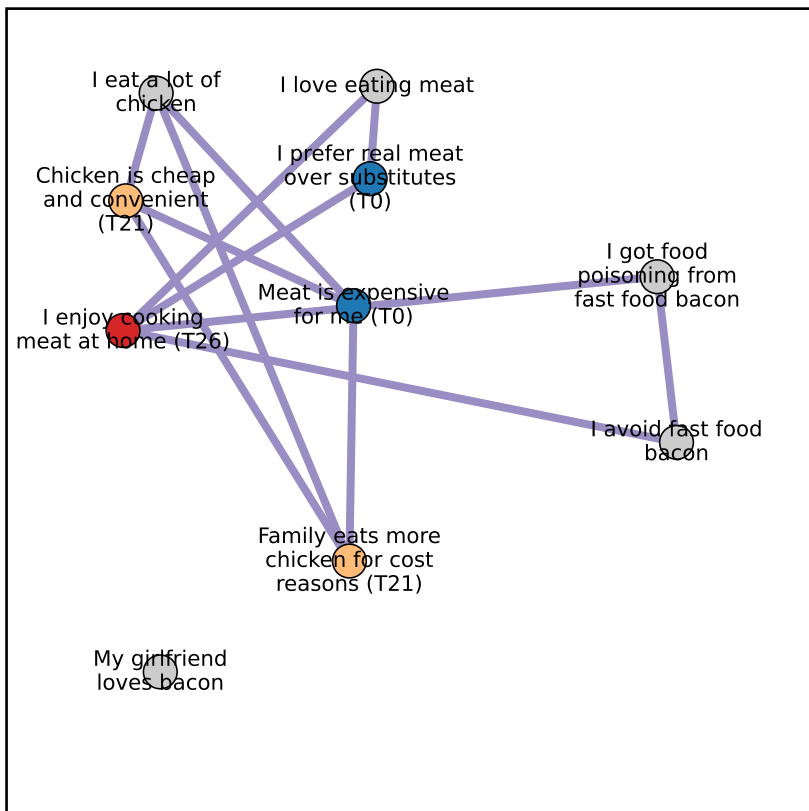 I eat a lot of
chicken
I love eating meat
I prefer real meat
over substitutes
(T0)
Chicken is cheap
and convenient
(T21)
I got food
poisoning from
fast food bacon
Meat is expensive
for me (T0)
I enjoy cooking
meat at home (T26)
I avoid fast food
bacon
Family eats more
chicken for cost
reasons (T21)
My girlfriend
loves bacon